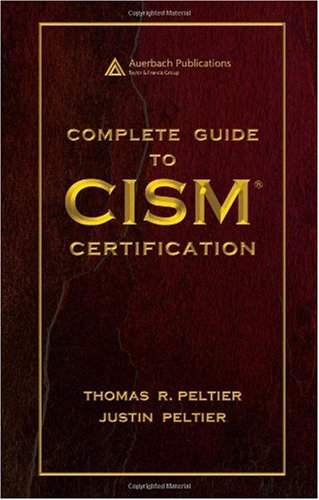 Auerbach Publications
Taylor & Francis Group
COMPLETE GUIDE
TO
CISM®
CERTIFICATION
THOMAS R. PELTIER
JUSTIN PELTIER